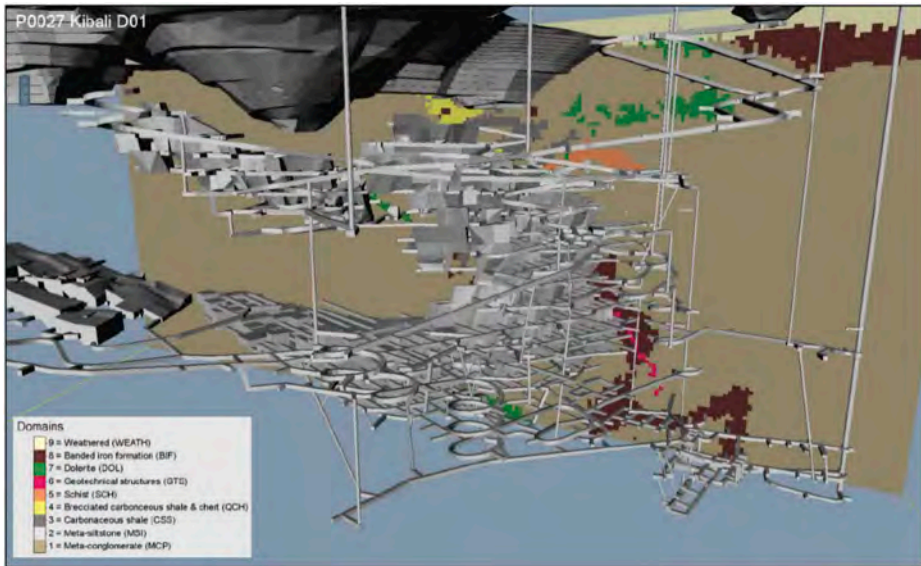 P0027 Kibali D01
Domains
9 = Weathered (WEATH)
8 = Banded iron formation (BIF)
7 = Dolerite (DOL)
6 = Geotechnical structures (GTS)
5 = Schist (SCH)
4 = Brecciated carbonceous shale & chert (QCH)
3 = Carbonaceous shale (CSS)
2 = Meta-siltstone (MSI)
1 = Meta-conglomerate (MCP)